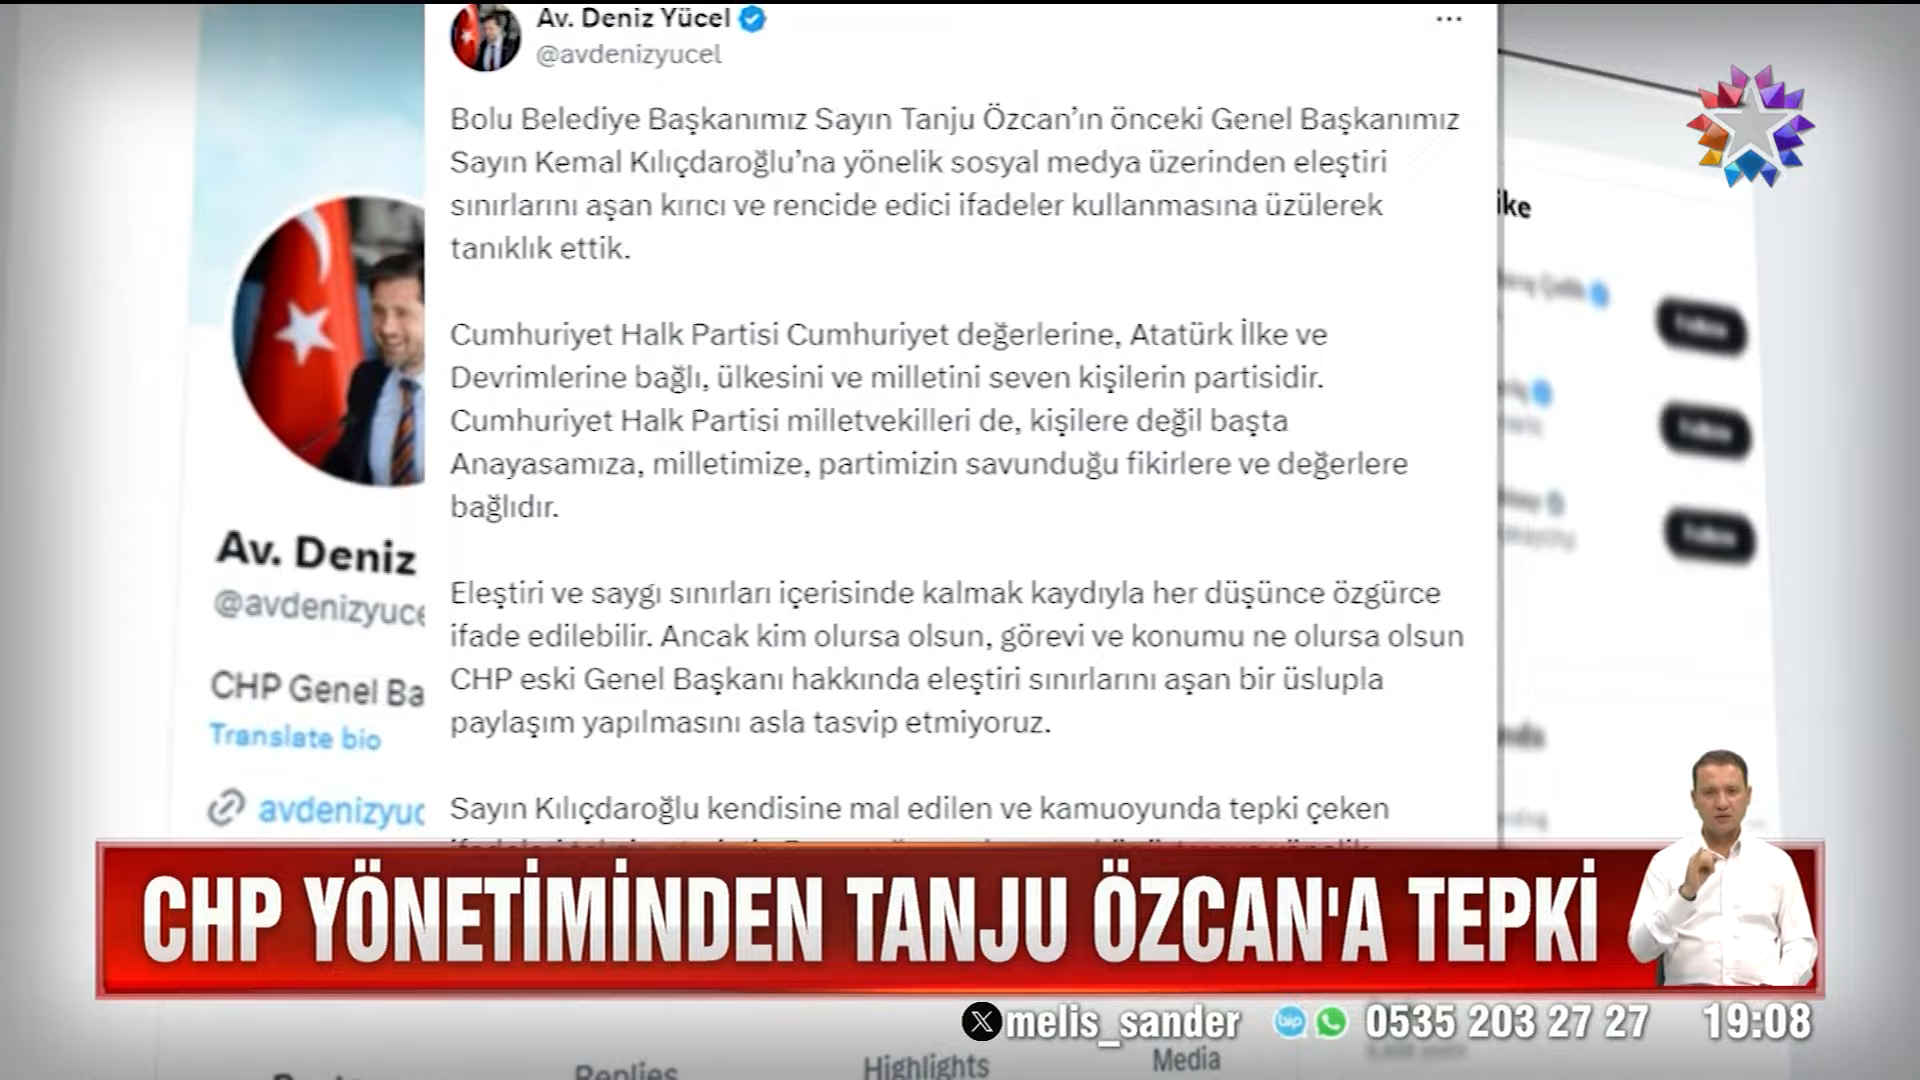 Av. Deniz Yücel
@avdenizyucel
Bolu Belediye Başkanımız Sayın Tanju Özcan’ın önceki Genel Başkanımız
Sayın Kemal Kılıçdaroğlu’na yönelik sosyal medya üzerinden eleştiri
sınırlarını aşan kırıcı ve rencide edici ifadeler kullanmasına üzülerek
tanıklık ettik.
Cumhuriyet Halk Partisi Cumhuriyet değerlerine, Atatürk İlke ve
Devrimlerine bağlı, ülkesini ve milletini seven kişilerin partisidir.
Cumhuriyet Halk Partisi milletvekilleri de, kişilere değil başta
Anayasamıza, milletimize, partimizin savunduğu fikirlere ve değerlere
bağlıdır.
Eleştiri ve saygı sınırları içerisinde kalmak kaydıyla her düşünce özgürce
ifade edilebilir. Ancak kim olursa olsun, görevi ve konumu ne olursa olsun
CHP eski Genel Başkanı hakkında eleştiri sınırlarını aşan bir üslupla
paylaşım yapılmasını asla tasvip etmiyoruz.
Sayın Kılıçdaroğlu kendisine mal edilen ve kamuoyunda tepki çeken
Av. Deniz
@avdenizyuce
CHP Genel Ba
Translate bio
avdenizyuc
CHP YÖNETİMİNDEN TANJU ÖZCAN'A TEPKİ
melis_sander bip 0535 203 27 27 19:08
Replies Highlights Media